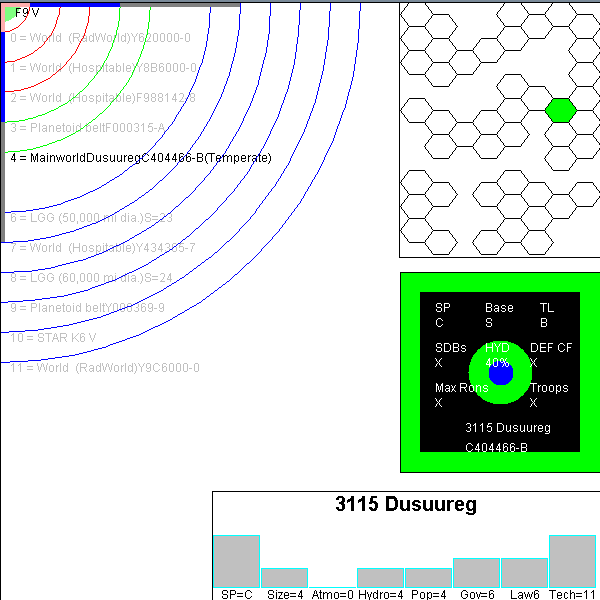 F9 V
0 = World (RadWorld)Y620000-0
1 = World (Hospitable)Y8B6000-0
2 = World (Hospitable)F988142-8
3 = Planetoid beltF000315-A
4 = MainworldDusuuregC404466-B(Temperate)
6 = LGG (50,000 mi dia.)S=23
7 = World (Hospitable)Y434365-7
8 = LGG (60,000 mi dia.)S=24
9 = Planetoid beltY000369-9
10 = STAR K6 V
11 = World (RadWorld)Y9C6000-0
SP Base TL
C S B
SDBs HYD DEF CF
X 40% X
Max Rons Troops
X X
3115 Dusuureg
C404466-B
3115 Dusuureg
SP=C Size=4 Atmo=0 Hydro=4 Pop=4 Gov=6 Law6 Tech=11